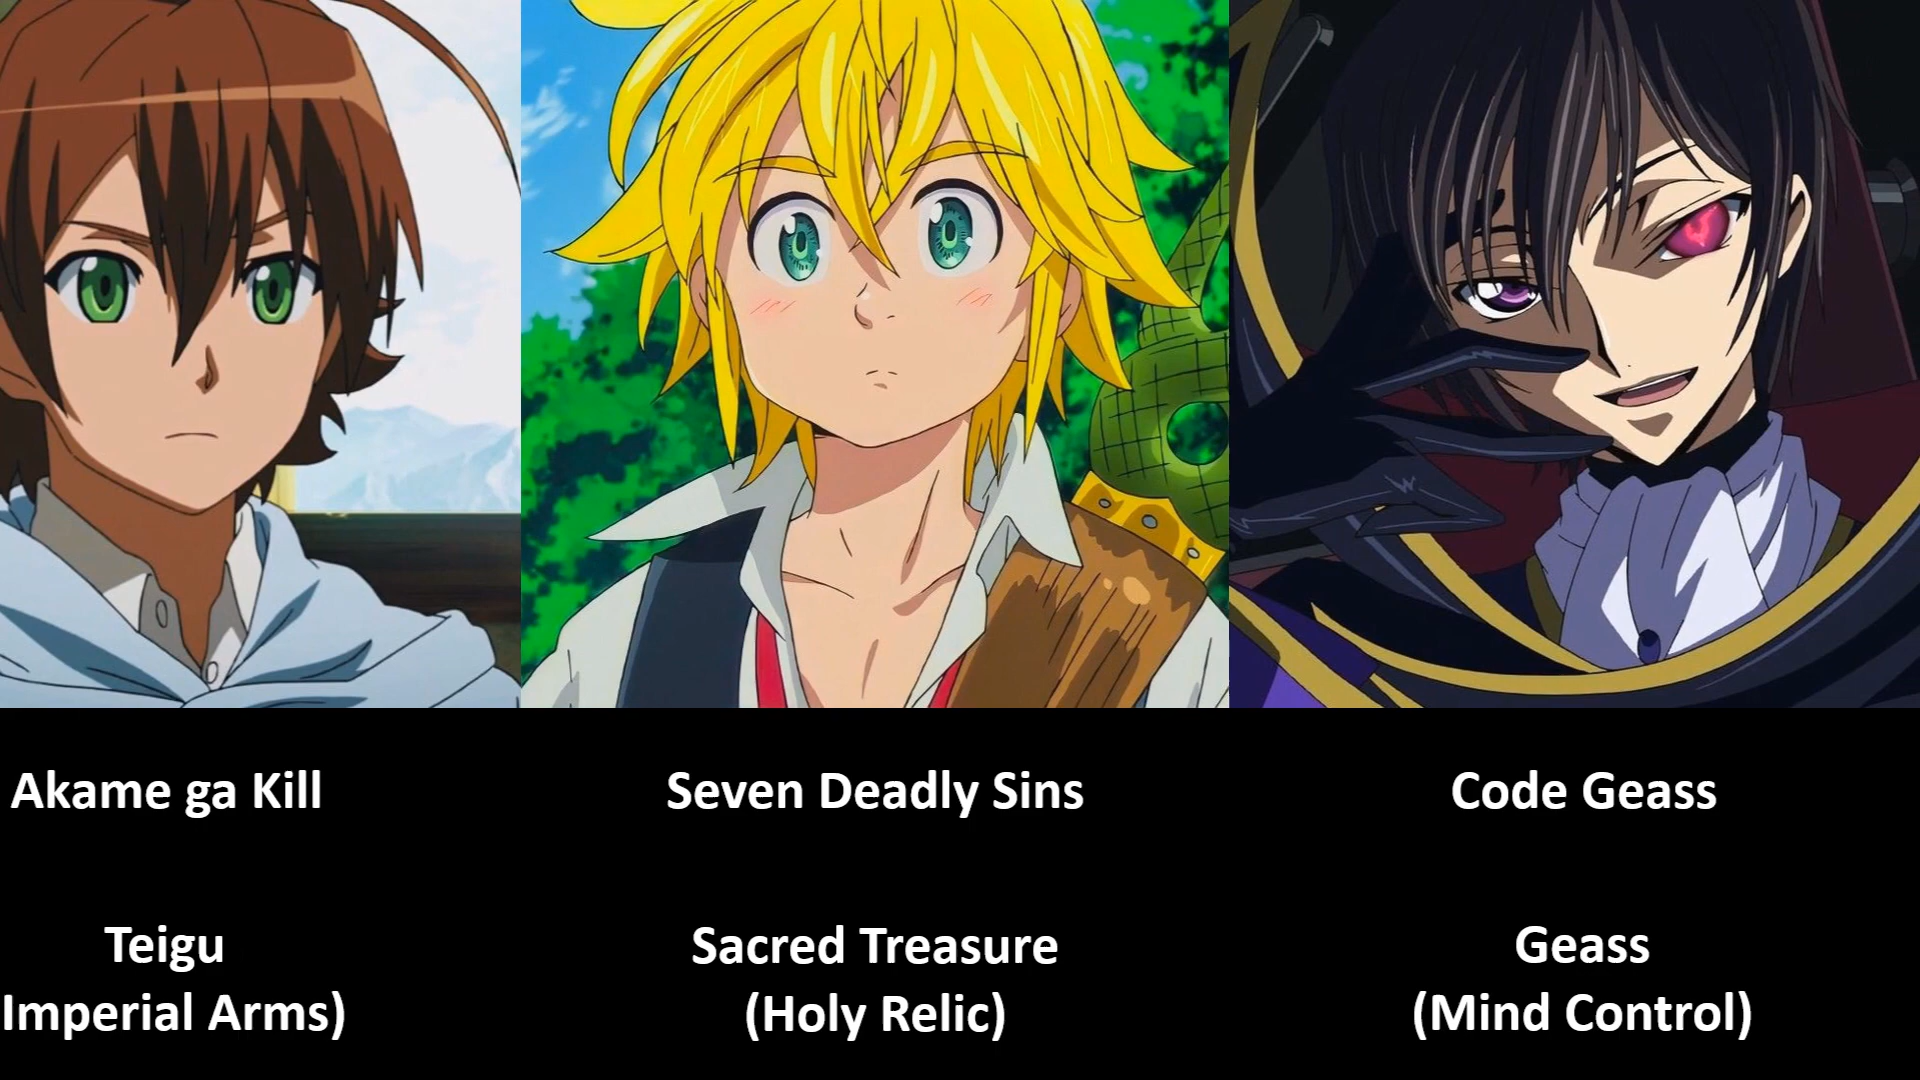 Akame ga Kill
Seven Deadly Sins
Code Geass
Teigu
Imperial Arms)
Sacred Treasure
(Holy Relic)
Geass
(Mind Control)